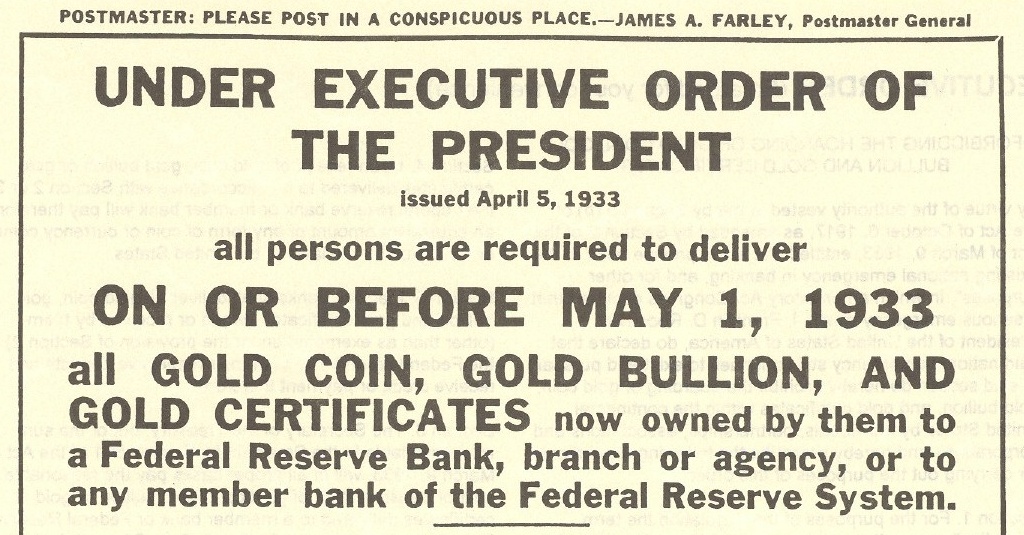 POSTMASTER: PLEASE POST IN A CONSPICUOUS PLACE.—JAMES A. FARLEY, Postmaster General
UNDER EXECUTIVE ORDER OF
THE PRESIDENT
issued April 5, 1933
all persons are required to deliver
ON OR BEFORE MAY 1, 1933
all GOLD COIN, GOLD BULLION, AND
GOLD CERTIFICATES now owned by them to
a Federal Reserve Bank, branch or agency, or to
any member bank of the Federal Reserve System.